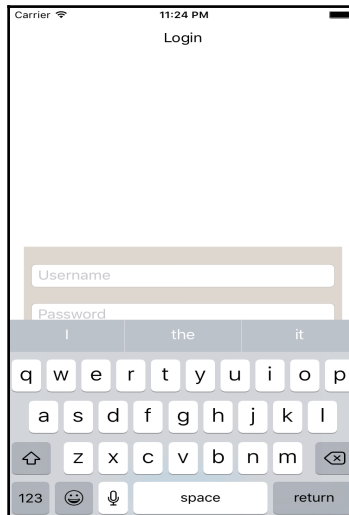 Carrier 11:24 PM
Login
Username
Password
I the it
q w e r t y u i o p
a s d f g h j k l
z x c v b n m
123 space return